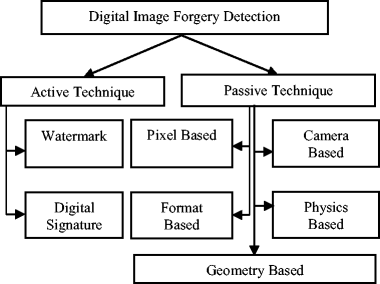 Digital Image Forgery Detection
Active Technique
Passive Technique
Watermark
Pixel Based
Camera
Based
Digital
Signature
Format
Based
Physics
Based
Geometry Based